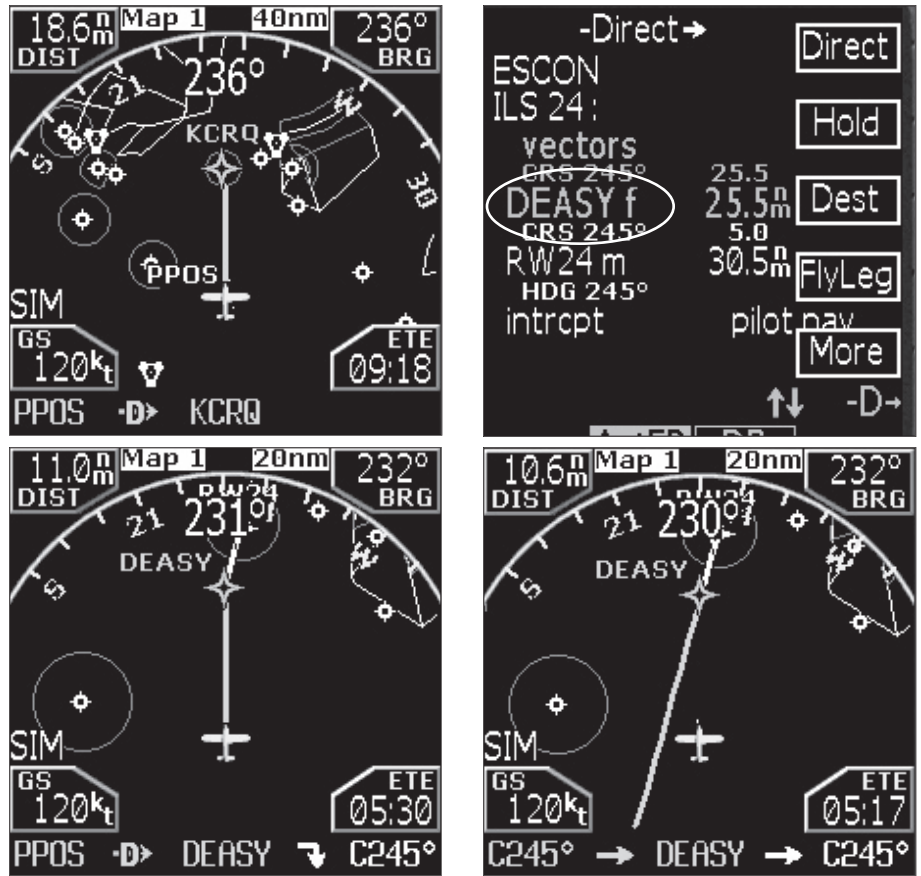 18.6nm Map 1 40nm 236°
DIST 236° BRG
21
KCRQ
W
S
30
PPOS
SIM
GS ETE
120kt 09:18
PPOS -D> KCRQ
-Direct→ Direct
ESCON
ILS 24: Hold
vectors
CRS 245° 25.5
DEASY f 25.5nm Dest
CRS 245° 5.0
RW24 m 30.5nm FlyLeg
HDG 245°
intrcpt pilot nav
More
↑↓ -D→
11.0nm Map 1 20nm 232°
DIST RW24 BRG
21 231°
DEASY W
S
SIM
GS ETE
120kt 05:30
PPOS -D> DEASY C245°
10.6nm Map 1 20nm 232°
DIST RW24 BRG
21 230°
DEASY W
S
SIM
GS ETE
120kt 05:17
C245° → DEASY → C245°